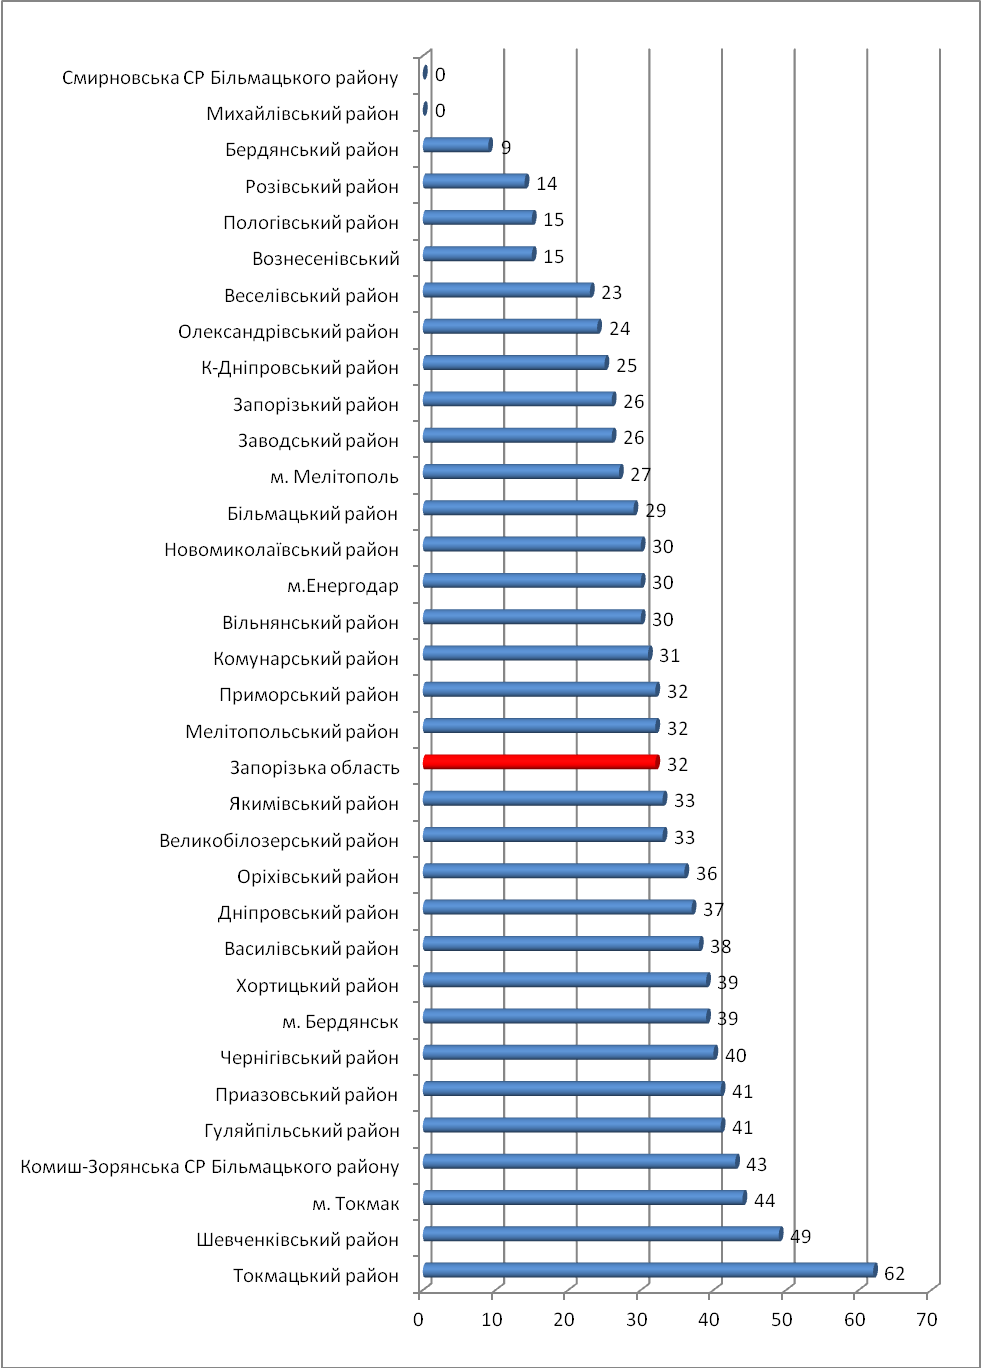 Смирновська СР Більмацького району 0
Михайлівський район 0
Бердянський район 9
Розівський район 14
Пологівський район 15
Вознесенівський 15
Веселівський район 23
Олександрівський район 24
К-Дніпровський район 25
Запорізький район 26
Заводський район 26
м. Мелітополь 27
Більмацький район 29
Новомиколаївський район 30
м.Енергодар 30
Вільнянський район 30
Комунарський район 31
Приморський район 32
Мелітопольський район 32
Запорізька область 32
Якимівський район 33
Великобілозерський район 33
Оріхівський район 36
Дніпровський район 37
Василівський район 38
Хортицький район 39
м. Бердянськ 39
Чернігівський район 40
Приазовський район 41
Гуляйпільський район 41
Комиш-Зорянська СР Більмацького району 43
м. Токмак 44
Шевченківський район 49
Токмацький район 62
0 10 20 30 40 50 60 70